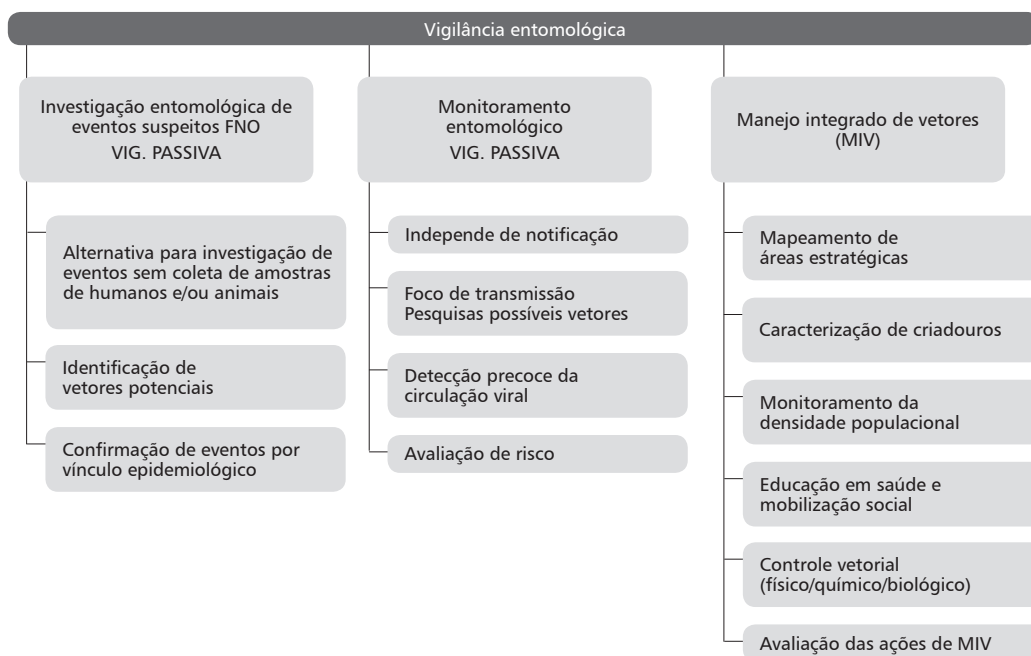 Vigilância entomológica
Investigação entomológica de
eventos suspeitos FNO
VIG. PASSIVA
Alternativa para investigação de
eventos sem coleta de amostras
de humanos e/ou animais
Identificação de
vetores potenciais
Confirmação de eventos por
vínculo epidemiológico
Monitoramento
entomológico
VIG. PASSIVA
Independe de notificação
Foco de transmissão
Pesquisas possíveis vetores
Detecção precoce da
circulação viral
Avaliação de risco
Manejo integrado de vetores
(MIV)
Mapeamento de
áreas estratégicas
Caracterização de criadouros
Monitoramento da
densidade populacional
Educação em saúde e
mobilização social
Controle vetorial
(físico/químico/biológico)
Avaliação das ações de MIV